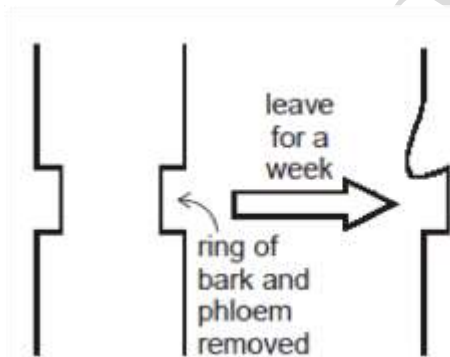 leave
for a
week
ring of
bark and
phloem
removed